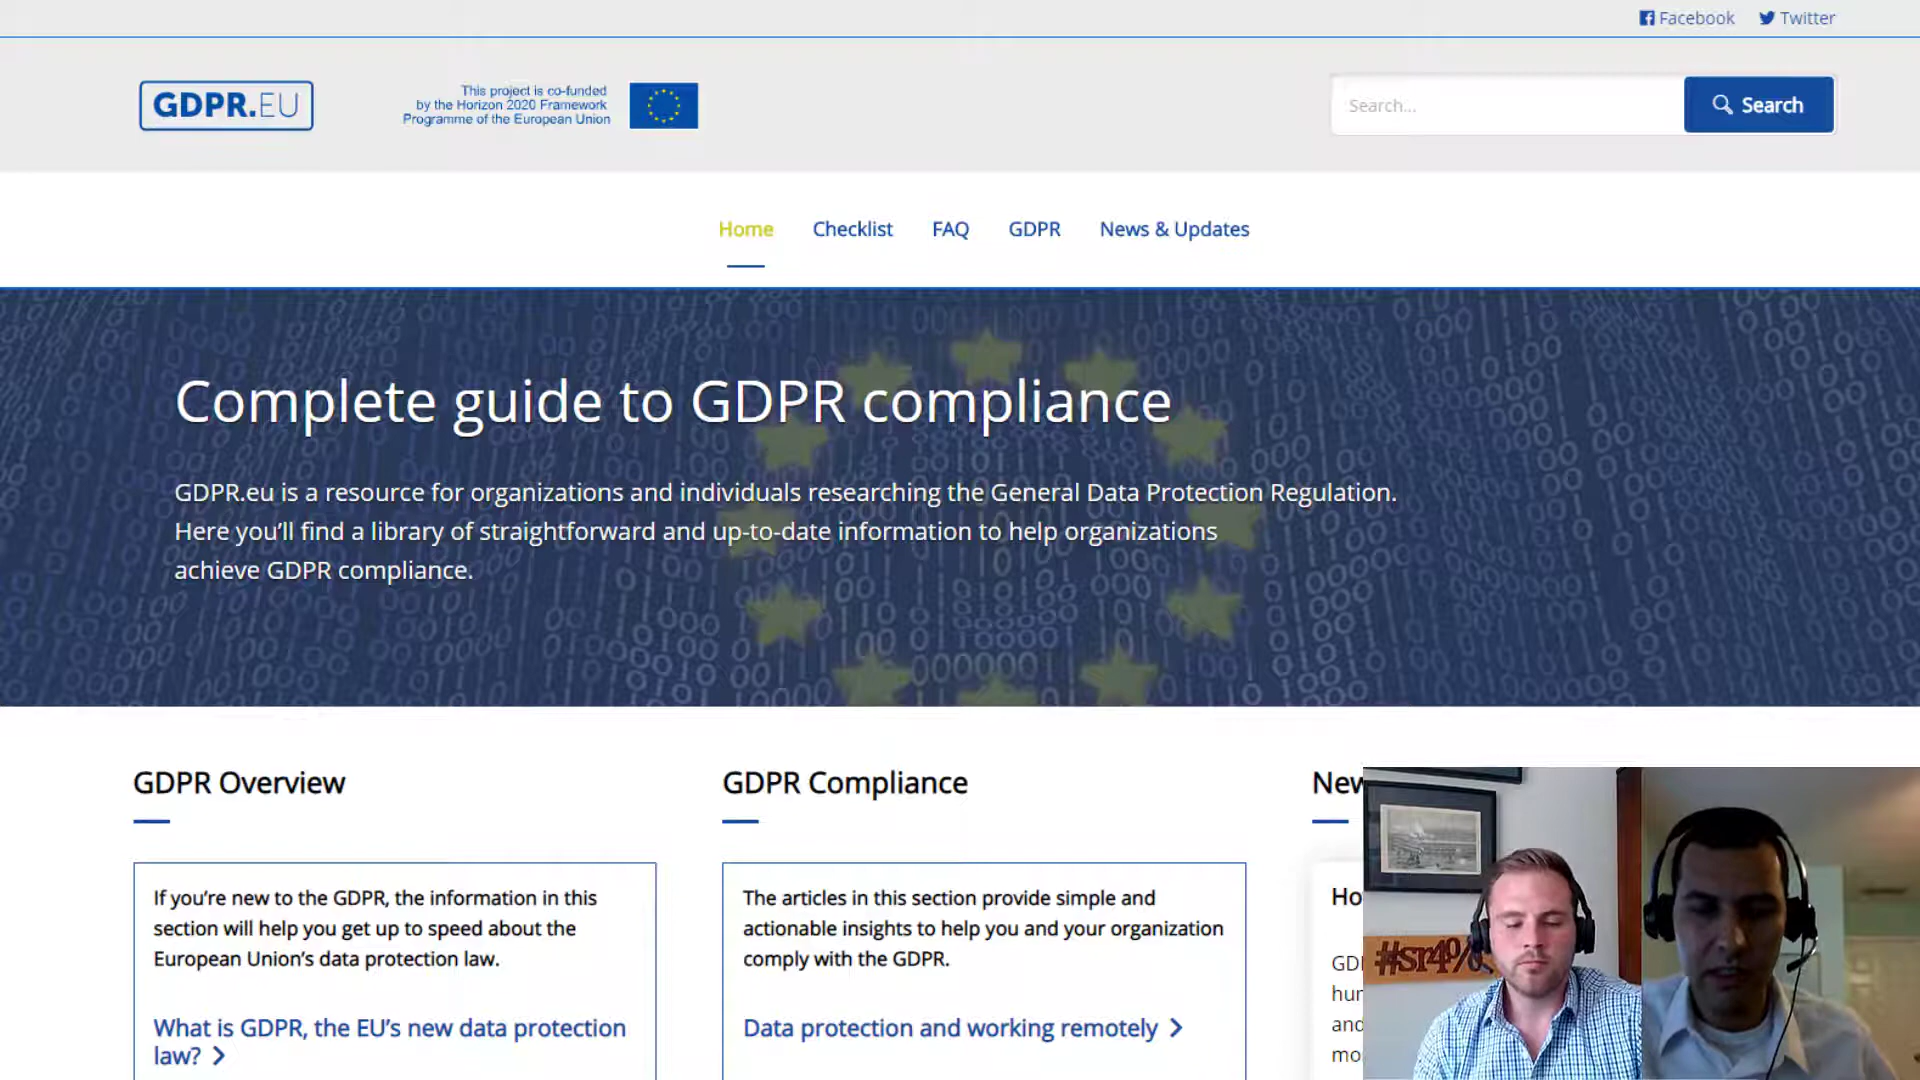 Facebook Twitter
GDPR.EU
This project is co-funded
by the Horizon 2020 Framework
Programme of the European Union
Search...
Search
Home Checklist FAQ GDPR News & Updates
Complete guide to GDPR compliance
GDPR.eu is a resource for organizations and individuals researching the General Data Protection Regulation.
Here you’ll find a library of straightforward and up-to-date information to help organizations
achieve GDPR compliance.
GDPR Overview
If you’re new to the GDPR, the information in this
section will help you get up to speed about the
European Union’s data protection law.
What is GDPR, the EU’s new data protection
law?
GDPR Compliance
The articles in this section provide simple and
actionable insights to help you and your organization
comply with the GDPR.
Data protection and working remotely
and
#sr4%